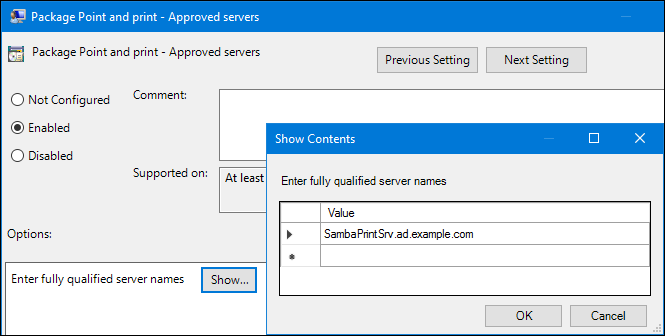 Package Point and print - Approved servers
Package Point and print - Approved servers
Previous Setting
Next Setting
Not Configured
Comment:
Enabled
Disabled
Supported on:
At least
Options:
Enter fully qualified server names
Show...
Show Contents
Enter fully qualified server names
Value
SambaPrintSrv.ad.example.com
OK
Cancel